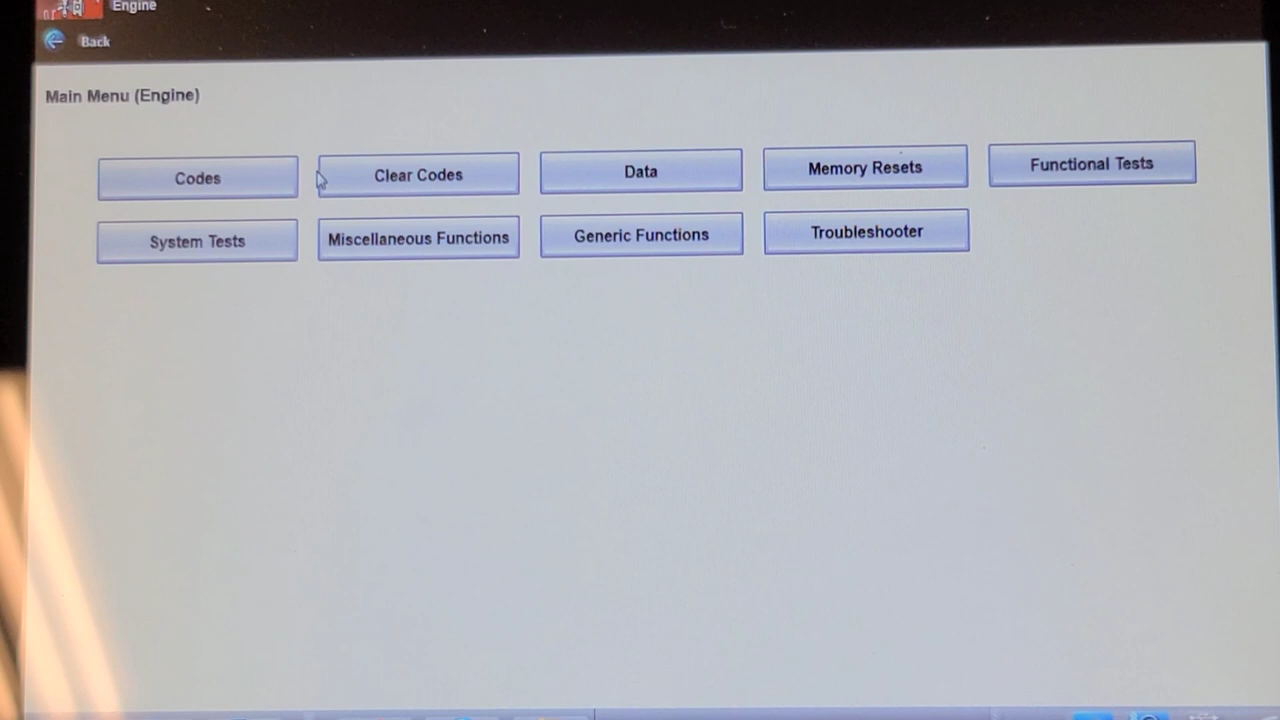 Engine
Back
Main Menu (Engine)
Codes
Clear Codes
Data
Memory Resets
Functional Tests
System Tests
Miscellaneous Functions
Generic Functions
Troubleshooter